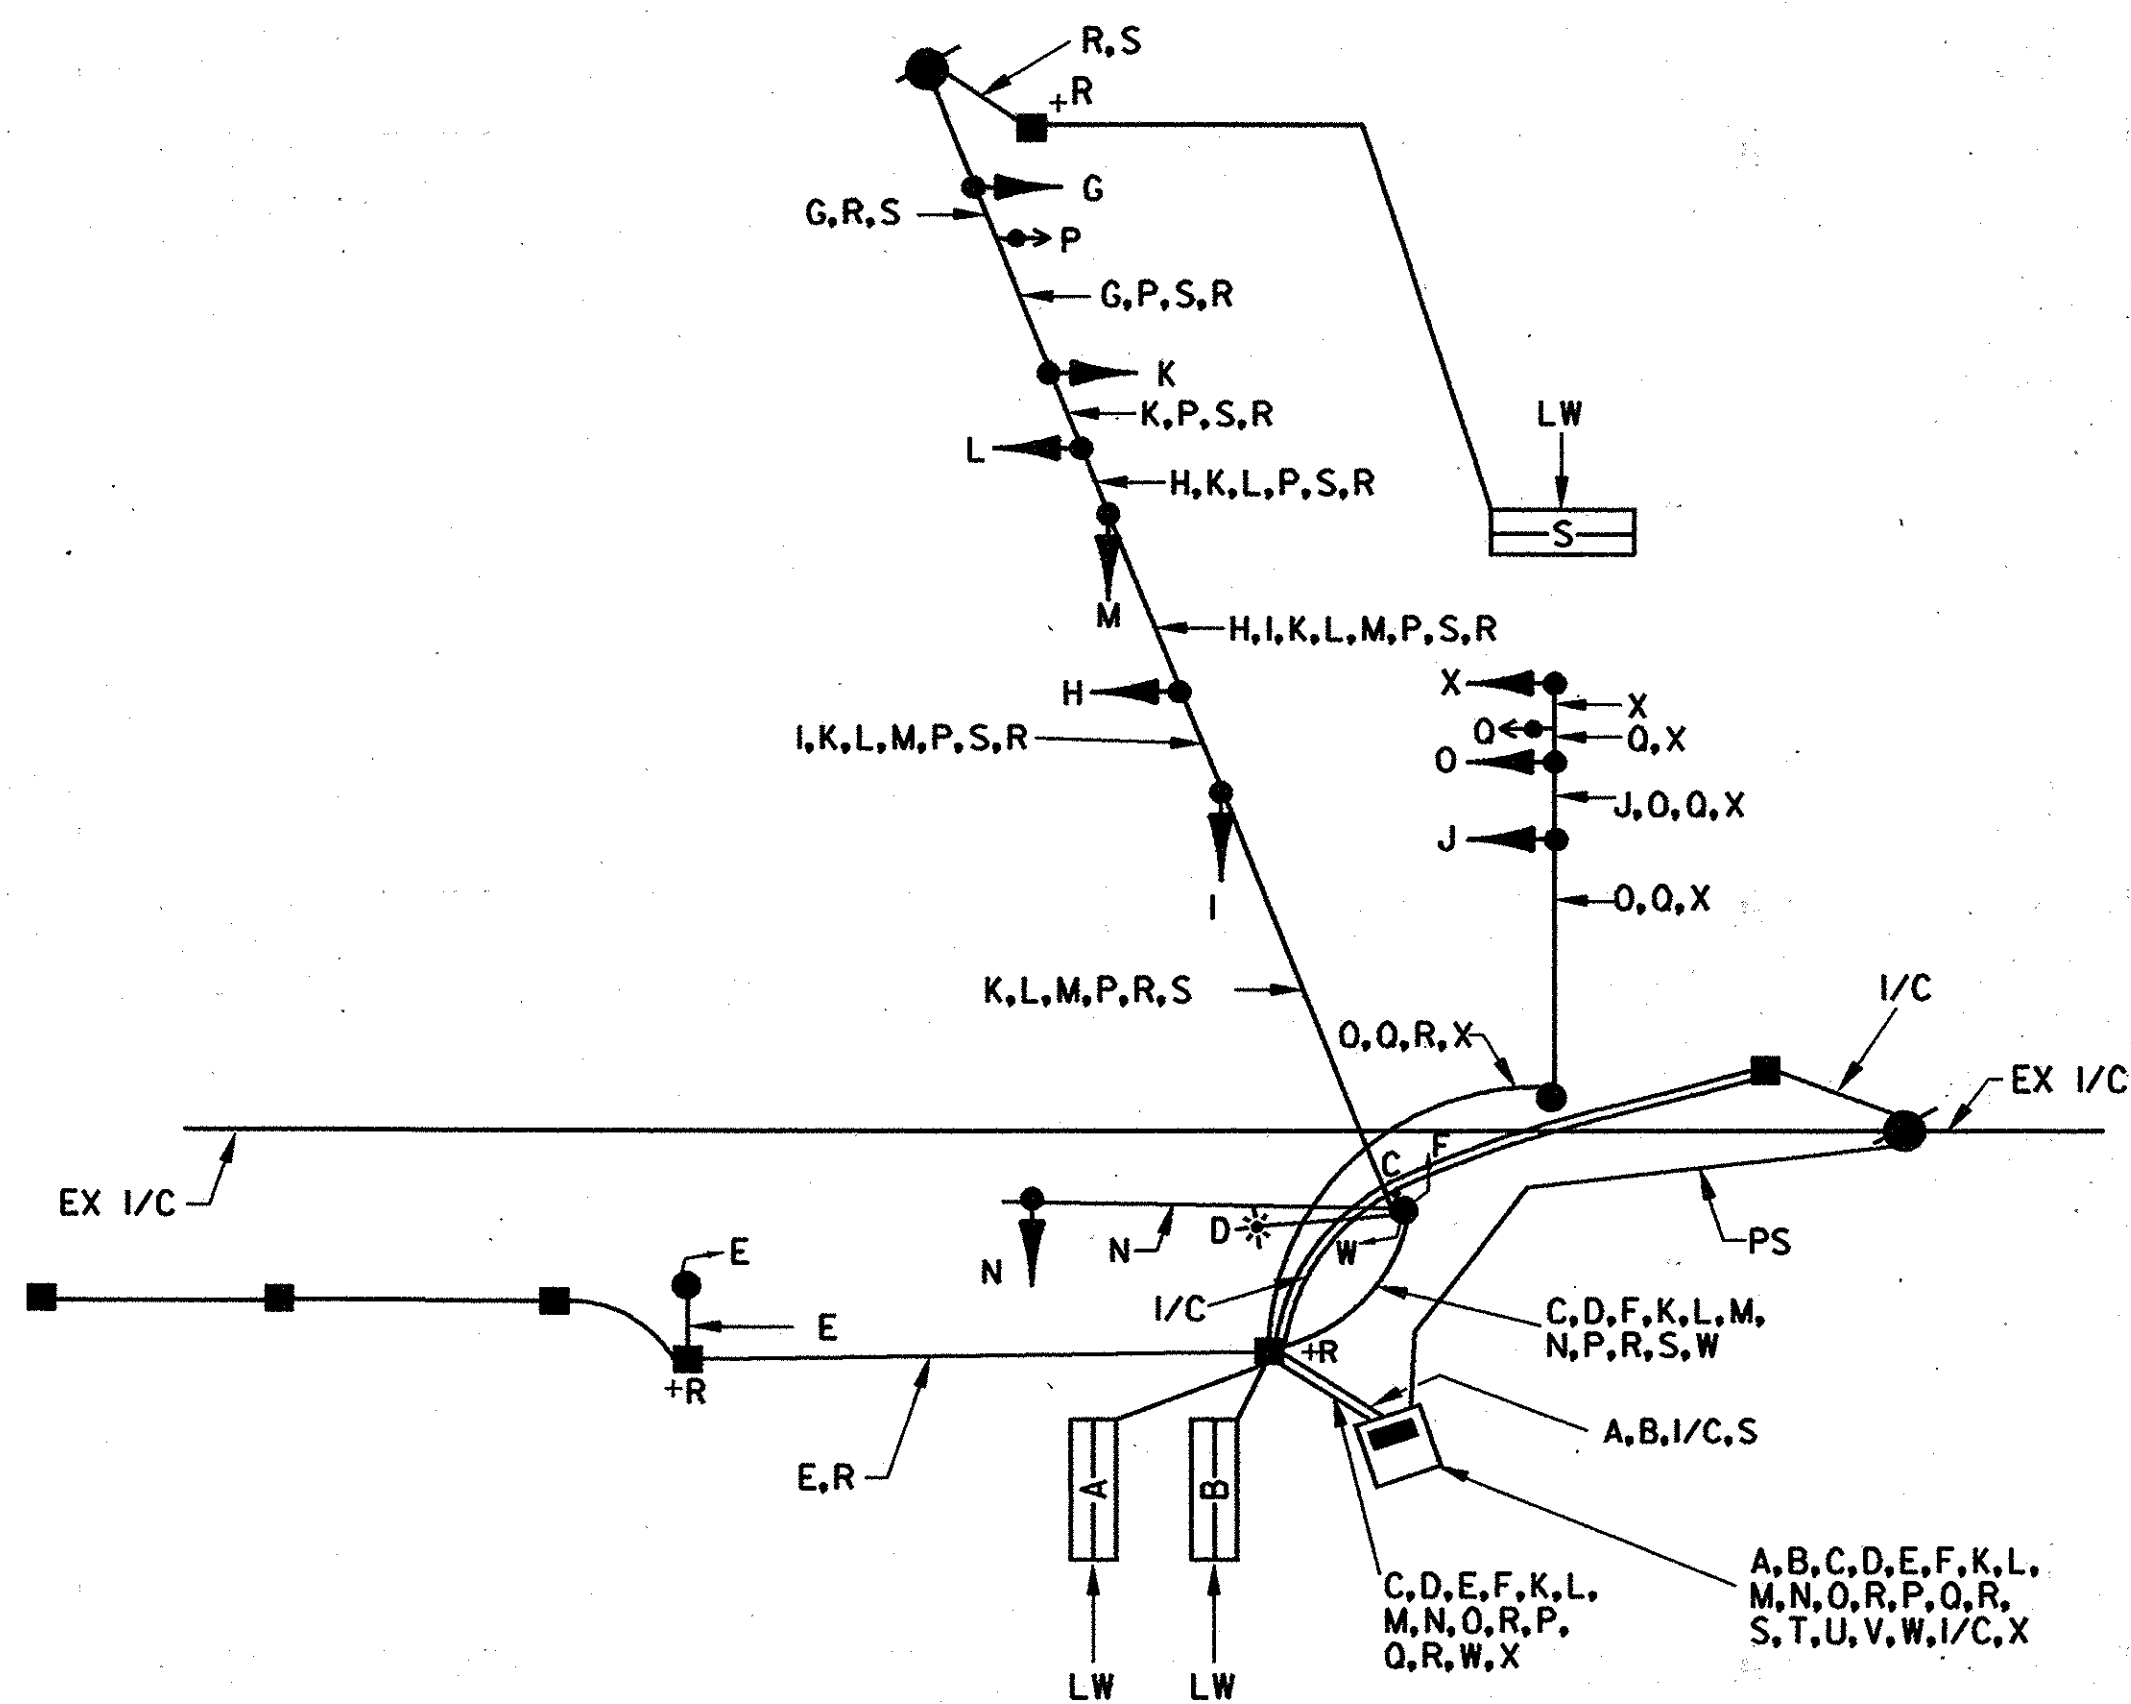 R,S
+R
G
G,R,S
P
G,P,S,R
K
K,P,S,R
L
LW
H,K,L,P,S,R
S
M
H,I,K,L,M,P,S,R
X
H
X
Q
I,K,L,M,P,S,R
Q,X
O
J,O,Q,X
J
O,Q,X
I
K,L,M,P,R,S
I/C
O,Q,R,X
EX I/C
F
C
EX I/C
D
PS
E
N
W
N
I/C
C,D,F,K,L,M,
N,P,R,S,W
E
+R
+R
A,B,I/C,S
E,R
A
B
A,B,C,D,E,F,K,L,
M,N,O,R,P,Q,R,
S,T,U,V,W,I/C,X
C,D,E,F,K,L,
M,N,O,R,P,
Q,R,W,X
LW
LW